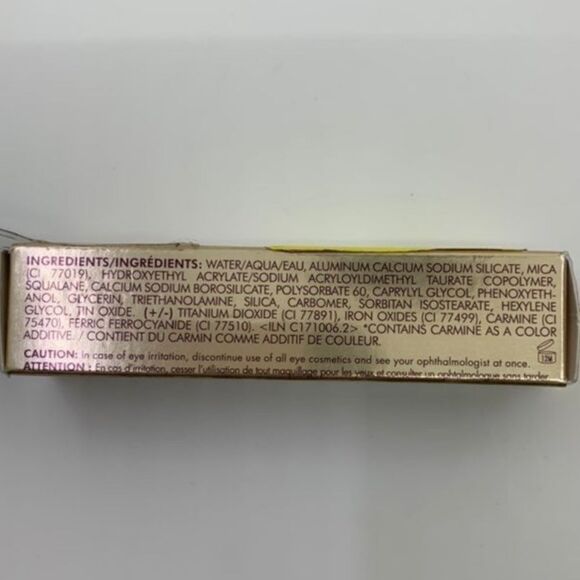 INGREDIENTS/INGRÉDIENTS: WATER/AQUA/EAU, ALUMINUM CALCIUM SODIUM SILICATE, MICA
(CI 77019), HYDROXYETHYL ACRYLATE/SODIUM ACRYLOYLDIMETHYL TAURATE COPOLYMER,
SQUALANE, CALCIUM SODIUM BOROSILICATE, POLYSORBATE 60, CAPRYLYL GLYCOL, PHENOXYETH-
ANOL, GLYCERIN, TRIETHANOLAMINE, SILICA, CARBOMER, SORBITAN ISOSTEARATE, HEXYLENE
GLYCOL, TIN OXIDE. (+/-) TITANIUM DIOXIDE (CI 77891), IRON OXIDES (CI 77499), CARMINE (CI
75470), FERRIC FERROCYANIDE (CI 77510). <ILN C171006.2> *CONTAINS CARMINE AS A COLOR
ADDITIVE. / CONTIENT DU CARMIN COMME ADDITIF DE COULEUR.
CAUTION: In case of eye irritation, discontinue use of all eye cosmetics and see your ophthalmologist at once.
ATTENTION : En cas d'irritation, cesser l'utilisation de tout maquillage pour les yeux et consulter un ophtalmologue sans tarder.
12M